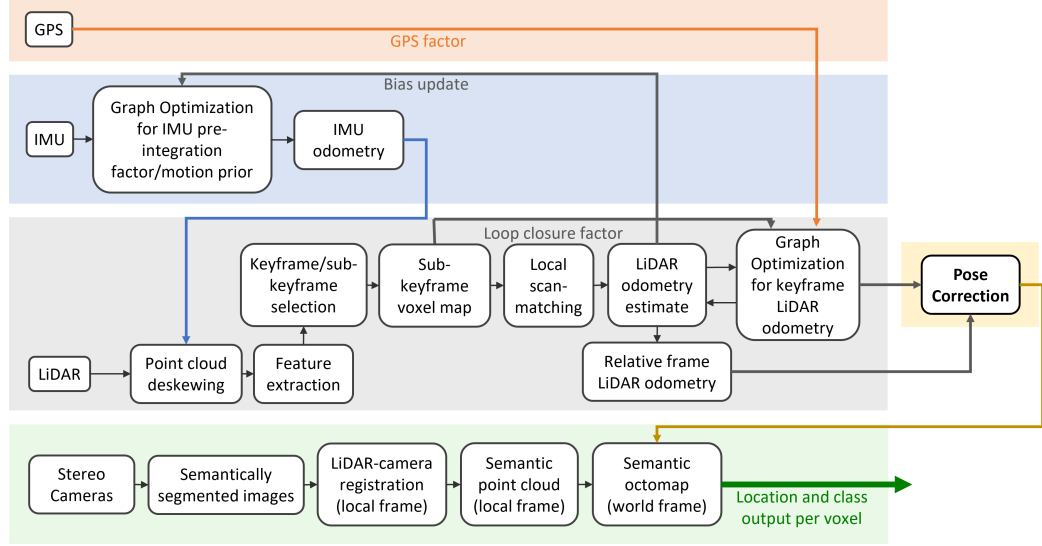 GPS
GPS factor
Bias update
IMU
Graph Optimization
for IMU pre-
integration
factor/motion prior
IMU
odometry
Loop closure factor
Keyframe/sub-
keyframe
selection
Sub-
keyframe
voxel map
Local
scan-
matching
LiDAR
odometry
estimate
Graph
Optimization
for keyframe
LiDAR
odometry
Pose
Correction
LiDAR
Point cloud
deskewing
Feature
extraction
Relative frame
LiDAR odometry
Stereo
Cameras
Semantically
segmented images
LiDAR-camera
registration
(local frame)
Semantic
point cloud
(local frame)
Semantic
octomap
(world frame)
Location and class
output per voxel